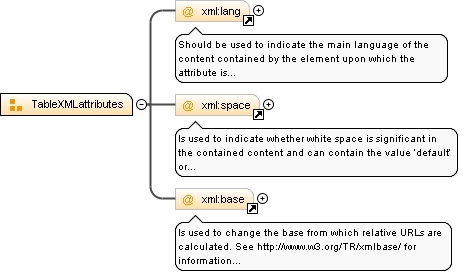 @ xml:lang
Should be used to indicate the main language of the
content contained by the element upon which the
attribute is...
TableXMLattributes
@ xml:space
Is used to indicate whether white space is significant in
the contained content and can contain the value 'default'
or...
@ xml:base
Is used to change the base from which relative URLs are
calculated. See http://www.w3.org/TR/xmlbase/ for
information...